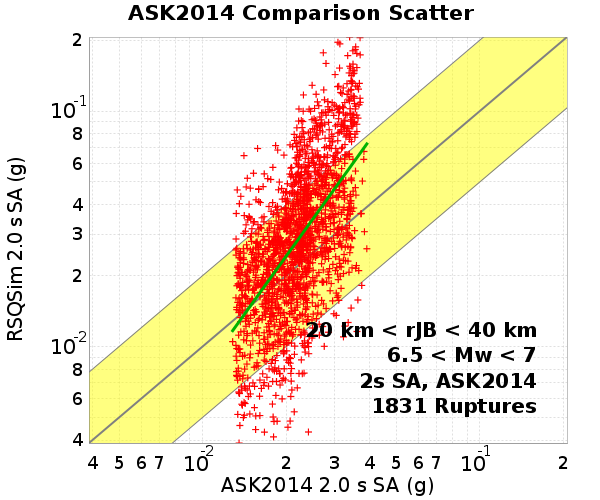 ASK2014 Comparison Scatter
RSQSim 2.0 s SA (g)
2
10-1
8
6
4
3
2
10-2
8
6
4
20 km < rJB < 40 km
6.5 < Mw < 7
2s SA, ASK2014
1831 Ruptures
4 5 6 7 10-2 2 3 4 5 6 7 10-1 2
ASK2014 2.0 s SA (g)